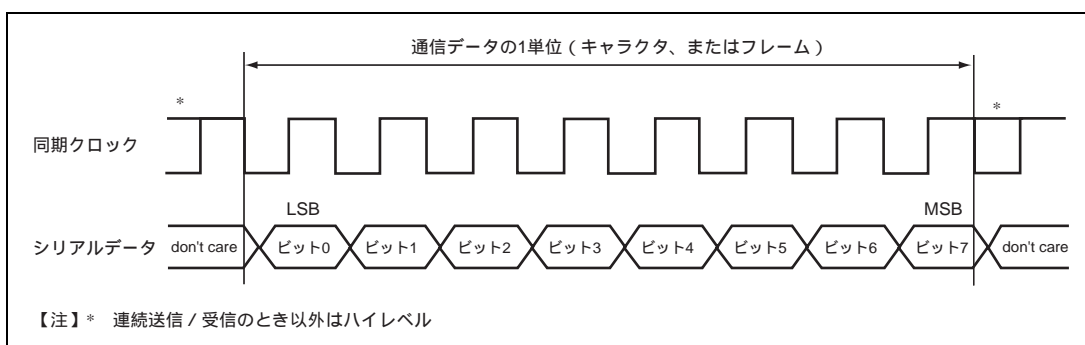 通信データの1単位(キャラクタ、またはフレーム)
* *
同期クロック
LSB MSB
シリアルデータ don't care ビット0 ビット1 ビット2 ビット3 ビット4 ビット5 ビット6 ビット7 don't care
【注】* 連続送信/受信のとき以外はハイレベル